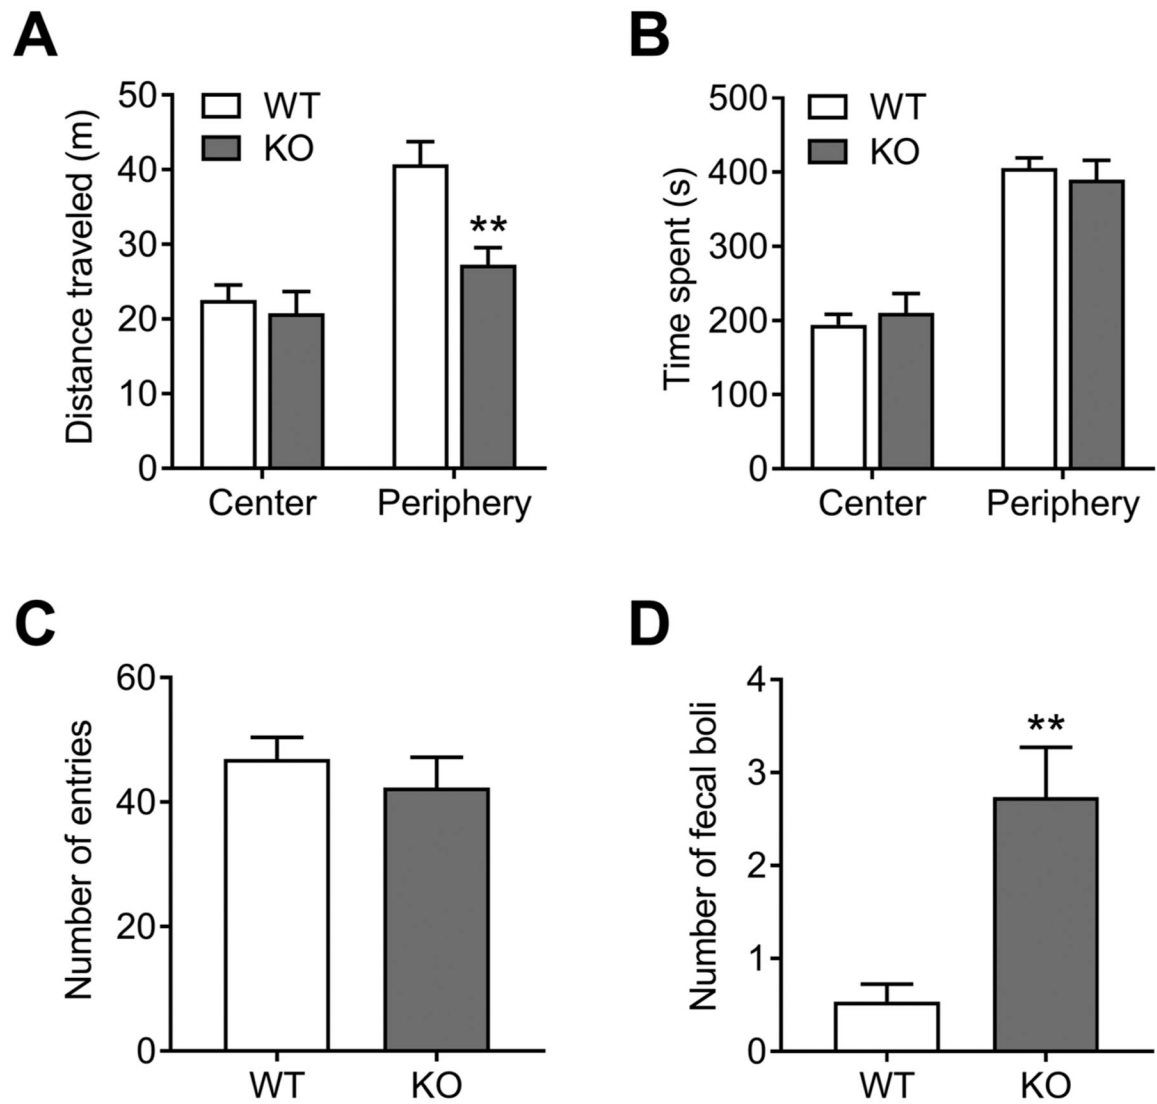 A
Distance traveled (m)
50
40
30
20
10
0
WT
KO
**
Center
Periphery
B
Time spent (s)
500
400
300
200
100
0
WT
KO
Center
Periphery
C
Number of entries
60
40
20
0
WT
KO
D
Number of fecal boli
4
3
2
1
0
**
WT
KO